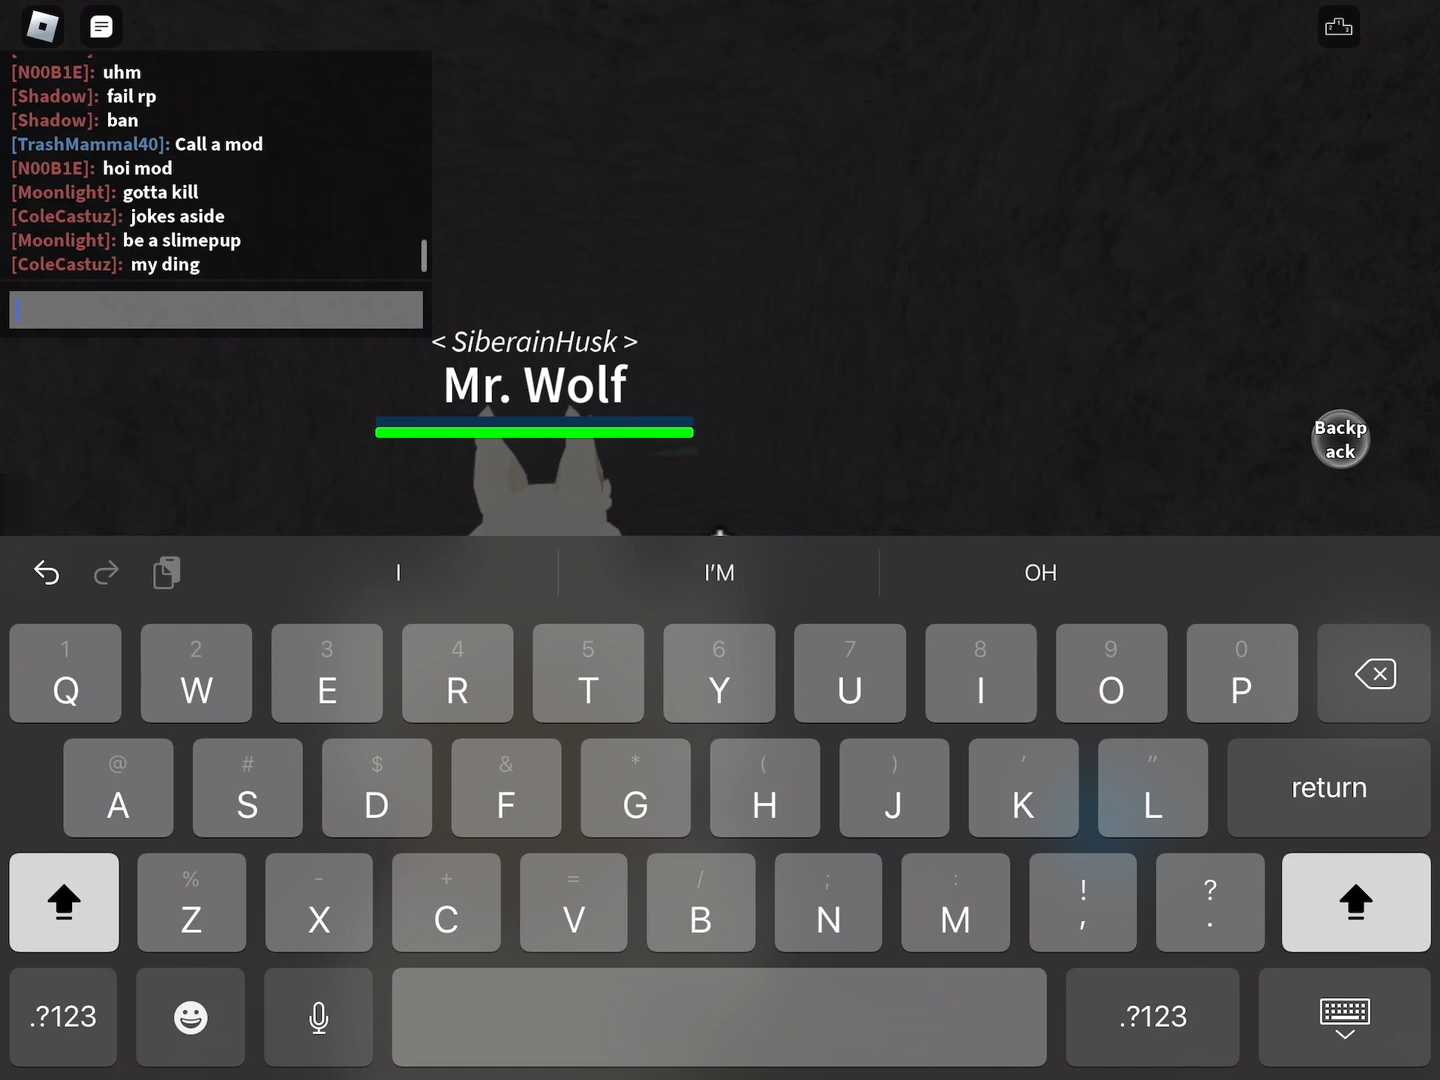 [N00B1E]: uhm
[Shadow]: fail rp
[Shadow]: ban
[TrashMammal40]: Call a mod
[N00B1E]: hoi mod
[Moonlight]: gotta kill
[ColeCastuz]: jokes aside
[Moonlight]: be a slimepup
[ColeCastuz]: my ding
< SiberainHusk >
Mr. Wolf
Backp
ack
I I'M OH
1 2 3 4 5 6 7 8 9 0
Q W E R T Y U I O P
@ # $ & * ( ) ' "
A S D F G H J K L return
% - + = / ; : ! ?
Z X C V B N M , .
.?123 .?123